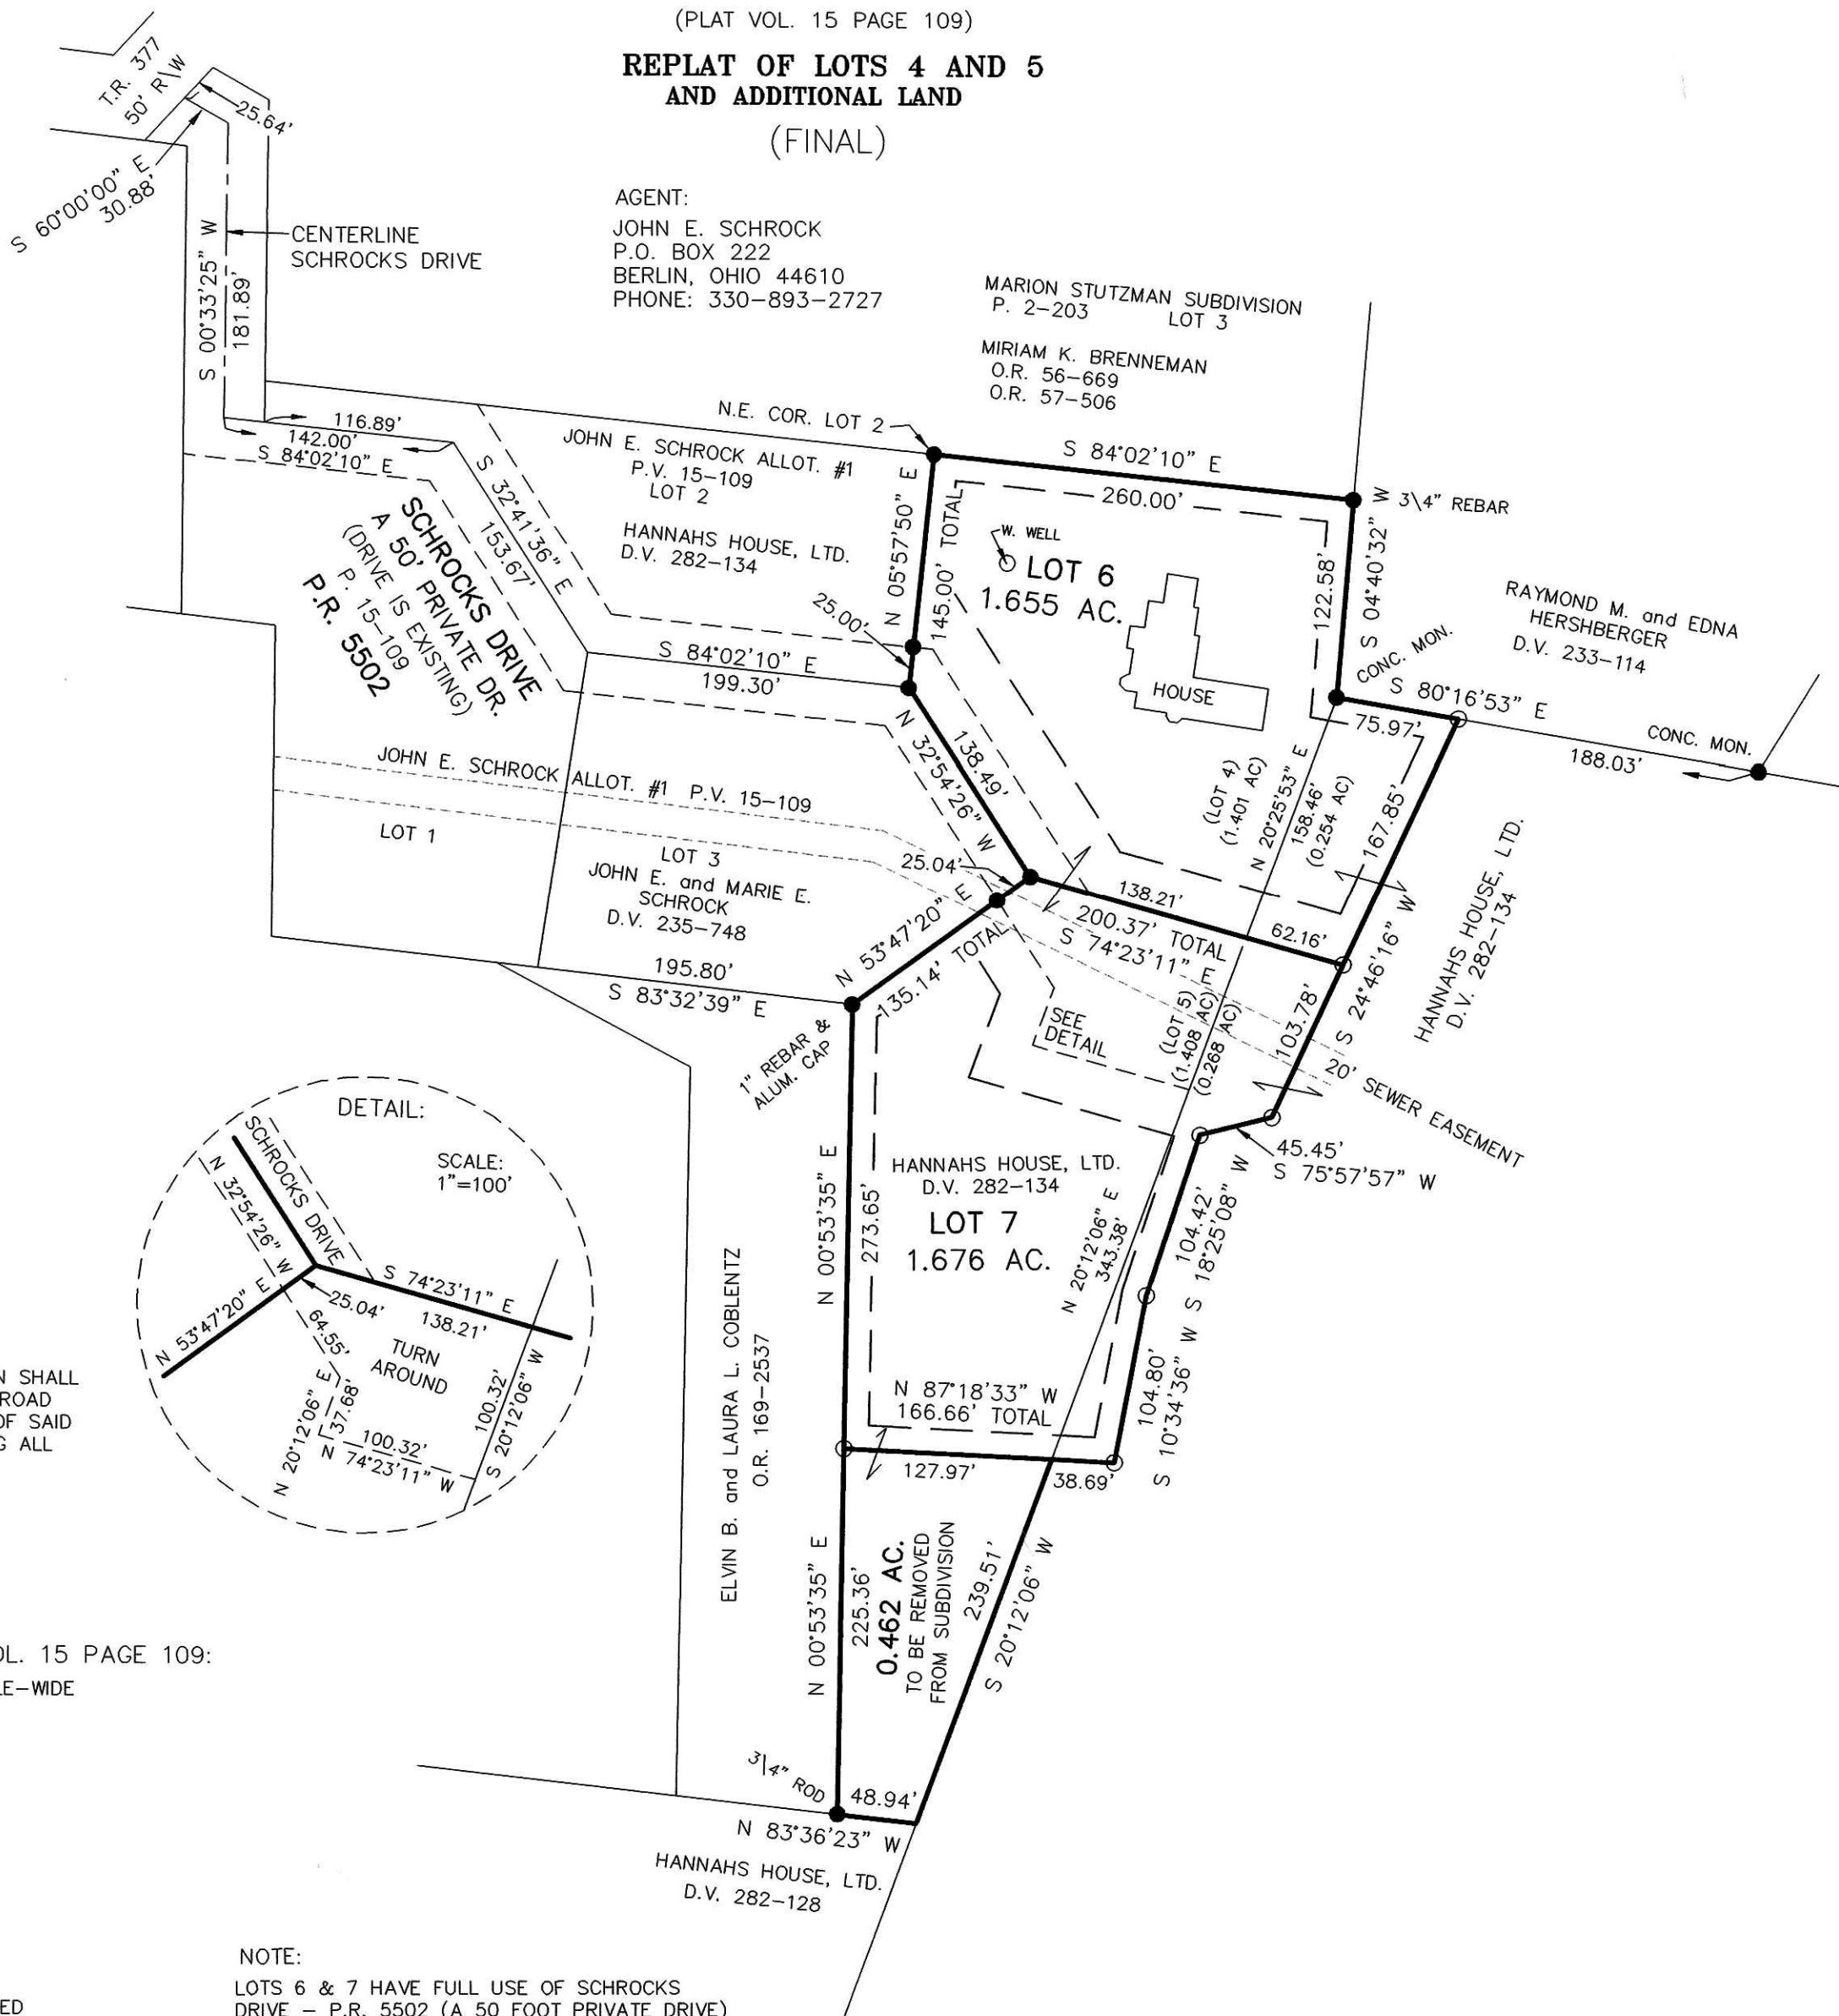 (PLAT VOL. 15 PAGE 109)
REPLAT OF LOTS 4 AND 5
AND ADDITIONAL LAND
(FINAL)
T.R. 377
50' R\W
25.64'
S 60°00'00" E
30.88'
S 00°33'25" W
181.89'
CENTERLINE
SCHROCKS DRIVE
AGENT:
JOHN E. SCHROCK
P.O. BOX 222
BERLIN, OHIO 44610
PHONE: 330-893-2727
MARION STUTZMAN SUBDIVISION
P. 2-203 LOT 3
MIRIAM K. BRENNEMAN
O.R. 56-669
O.R. 57-506
N.E. COR. LOT 2
116.89'
142.00'
S 84°02'10" E
JOHN E. SCHROCK ALLOT. #1
P.V. 15-109
LOT 2
HANNAHS HOUSE, LTD.
D.V. 282-134
S 32°41'36" E
153.67'
SCHROCKS DRIVE
A 50' PRIVATE DR.
(DRIVE IS EXISTING)
P. 15-109
P.R. 5502
S 84°02'10" E
260.00'
3\4" REBAR
N 05°57'50" E
145.00' TOTAL
25.00'
W. WELL
LOT 6
1.655 AC.
HOUSE
122.58'
S 04°40'32" W
CONC. MON.
RAYMOND M. and EDNA
HERSHBERGER
D.V. 233-114
S 80°16'53" E
75.97'
CONC. MON.
188.03'
S 84°02'10" E
199.30'
N 32°54'26" W
138.49'
JOHN E. SCHROCK ALLOT. #1 P.V. 15-109
LOT 1
LOT 3
JOHN E. and MARIE E.
SCHROCK
D.V. 235-748
25.04'
(LOT 4)
(1.401 AC)
N 20°25'53" E
158.46'
(0.254 AC)
167.85'
S 24°46'16" W
HANNAHS HOUSE, LTD.
D.V. 282-134
138.21'
200.37' TOTAL
62.16'
S 74°23'11" E
N 53°47'20" E
135.14' TOTAL
195.80'
S 83°32'39" E
1" REBAR &
ALUM. CAP
SEE
DETAIL
(LOT 5)
(1.408 AC)
(0.268 AC)
103.78'
20' SEWER EASEMENT
45.45'
S 75°57'57" W
DETAIL:
SCALE:
1"=100'
SCHROCKS DRIVE
N 32°54'26" W
N 53°47'20" E
25.04'
S 74°23'11" E
138.21'
64.55'
TURN
AROUND
N 20°12'06" E
37.68'
100.32'
N 74°23'11" W
100.32'
S 20°12'06" W
HANNAHS HOUSE, LTD.
D.V. 282-134
LOT 7
1.676 AC.
N 00°53'35" E
273.65'
N 20°12'06" E
343.38'
104.42'
S 18°25'08" W
104.80'
S 10°34'36" W
N 87°18'33" W
166.66' TOTAL
127.97'
38.69'
ELVIN B. and LAURA L. COBLENTZ
O.R. 169-2537
N SHALL
ROAD
OF SAID
G ALL
N 00°53'35" E
225.36'
0.462 AC.
TO BE REMOVED
FROM SUBDIVISION
239.51'
S 20°12'06" W
OL. 15 PAGE 109:
LE-WIDE
3\4" ROD
48.94'
N 83°36'23" W
HANNAHS HOUSE, LTD.
D.V. 282-128
NOTE:
LOTS 6 & 7 HAVE FULL USE OF SCHROCKS
DRIVE - P.R. 5502 (A 50 FOOT PRIVATE DRIVE)
ED